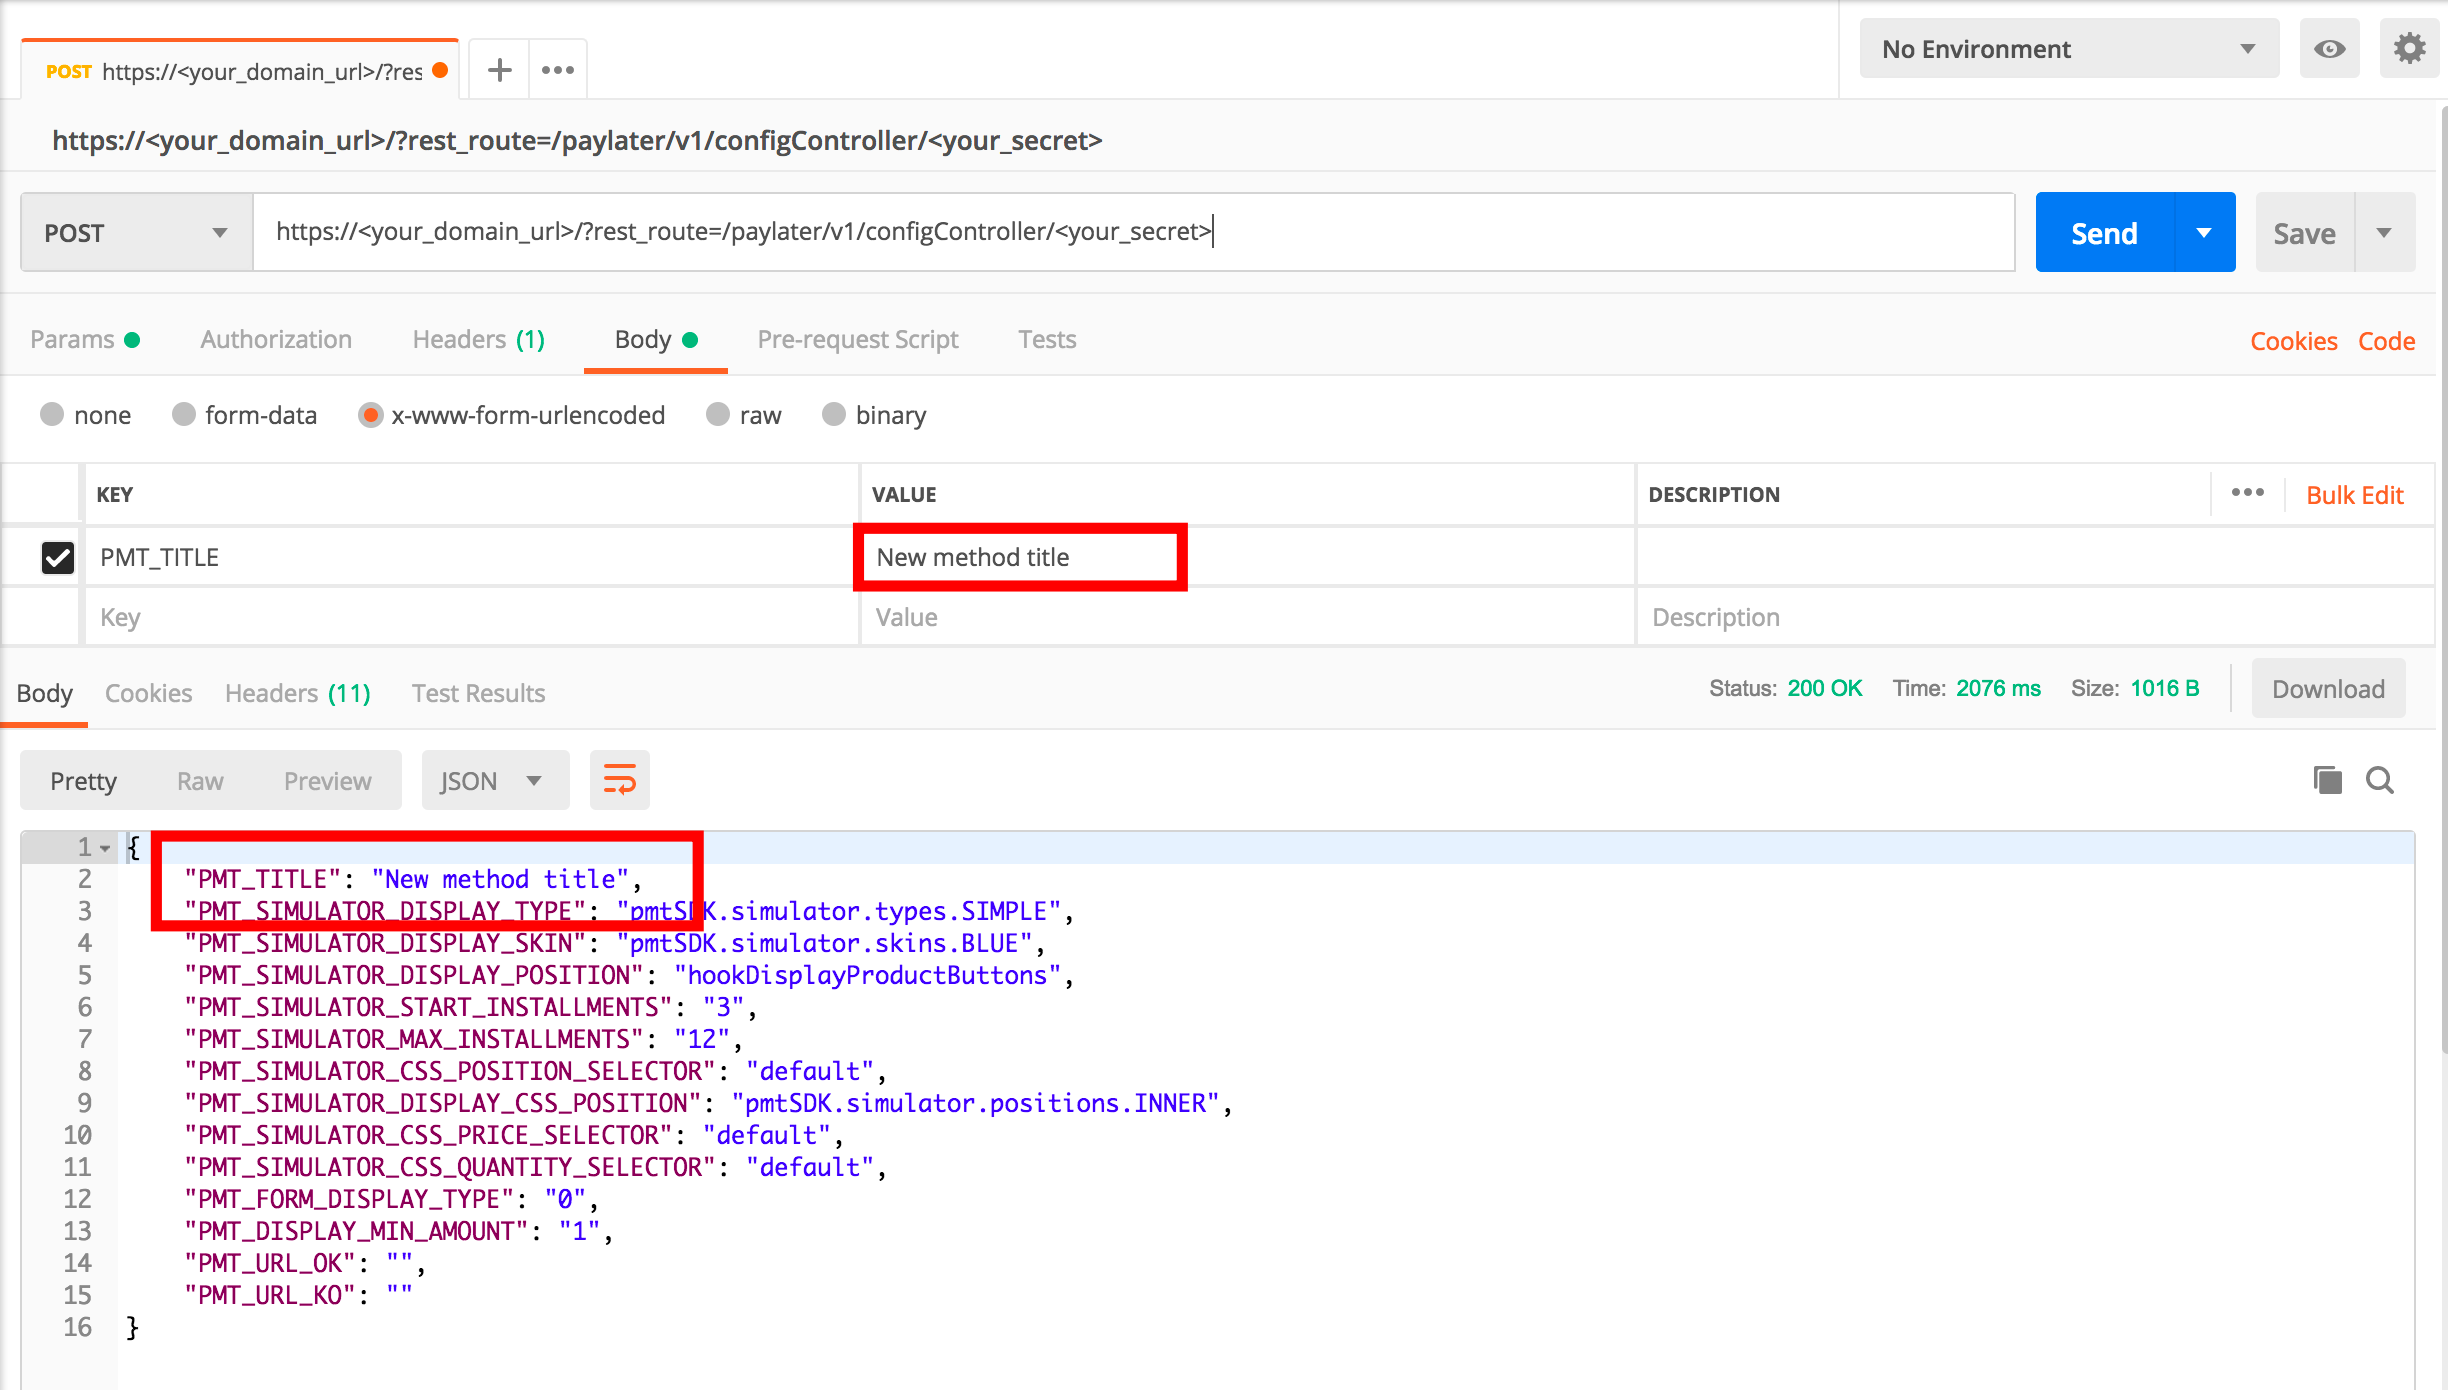 POST https://<your_domain_url>/?res
No Environment
https://<your_domain_url>/?rest_route=/paylater/v1/configController/<your_secret>
POST https://<your_domain_url>/?rest_route=/paylater/v1/configController/<your_secret> Send Save
Params Authorization Headers (1) Body Pre-request Script Tests Cookies Code
none form-data x-www-form-urlencoded raw binary
KEY VALUE DESCRIPTION Bulk Edit
PMT_TITLE New method title
Key Value Description
Body Cookies Headers (11) Test Results Status: 200 OK Time: 2076 ms Size: 1016 B Download
Pretty Raw Preview JSON
1 {
2 "PMT_TITLE": "New method title",
3 "PMT_SIMULATOR_DISPLAY_TYPE": "pmtSDK.simulator.types.SIMPLE",
4 "PMT_SIMULATOR_DISPLAY_SKIN": "pmtSDK.simulator.skins.BLUE",
5 "PMT_SIMULATOR_DISPLAY_POSITION": "hookDisplayProductButtons",
6 "PMT_SIMULATOR_START_INSTALLMENTS": "3",
7 "PMT_SIMULATOR_MAX_INSTALLMENTS": "12",
8 "PMT_SIMULATOR_CSS_POSITION_SELECTOR": "default",
9 "PMT_SIMULATOR_DISPLAY_CSS_POSITION": "pmtSDK.simulator.positions.INNER",
10 "PMT_SIMULATOR_CSS_PRICE_SELECTOR": "default",
11 "PMT_SIMULATOR_CSS_QUANTITY_SELECTOR": "default",
12 "PMT_FORM_DISPLAY_TYPE": "0",
13 "PMT_DISPLAY_MIN_AMOUNT": "1",
14 "PMT_URL_OK": "",
15 "PMT_URL_KO": ""
16 }